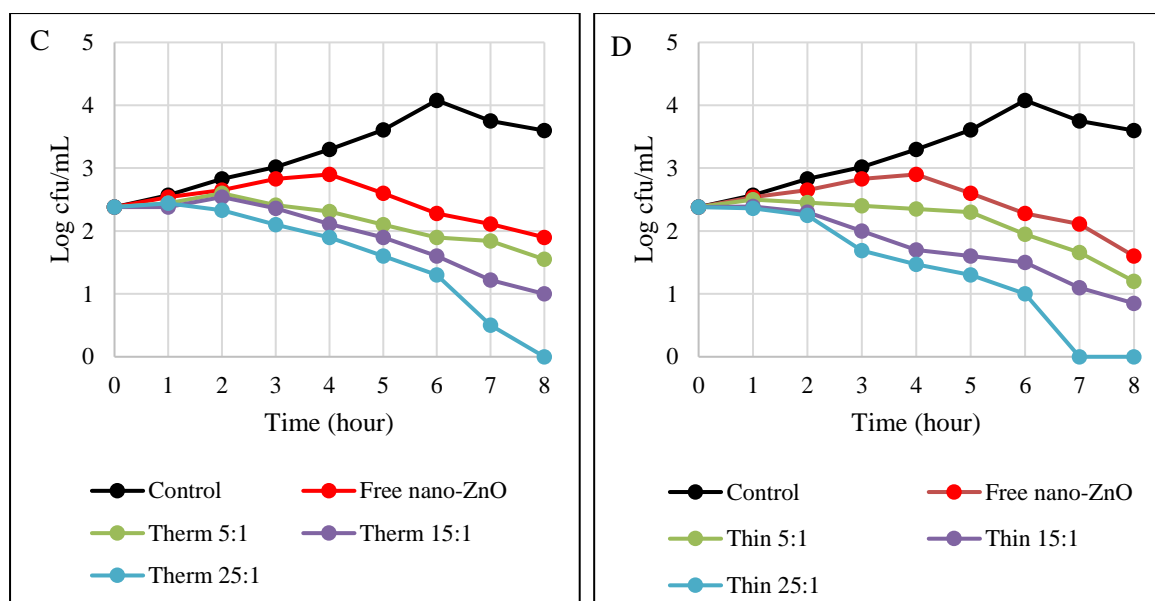 C
Log cfu/mL
5
4
3
2
1
0
0 1 2 3 4 5 6 7 8
Time (hour)
Control Free nano-ZnO
Therm 5:1 Therm 15:1
Therm 25:1
D
Log cfu/mL
5
4
3
2
1
0
0 1 2 3 4 5 6 7 8
Time (hour)
Control Free nano-ZnO
Thin 5:1 Thin 15:1
Thin 25:1